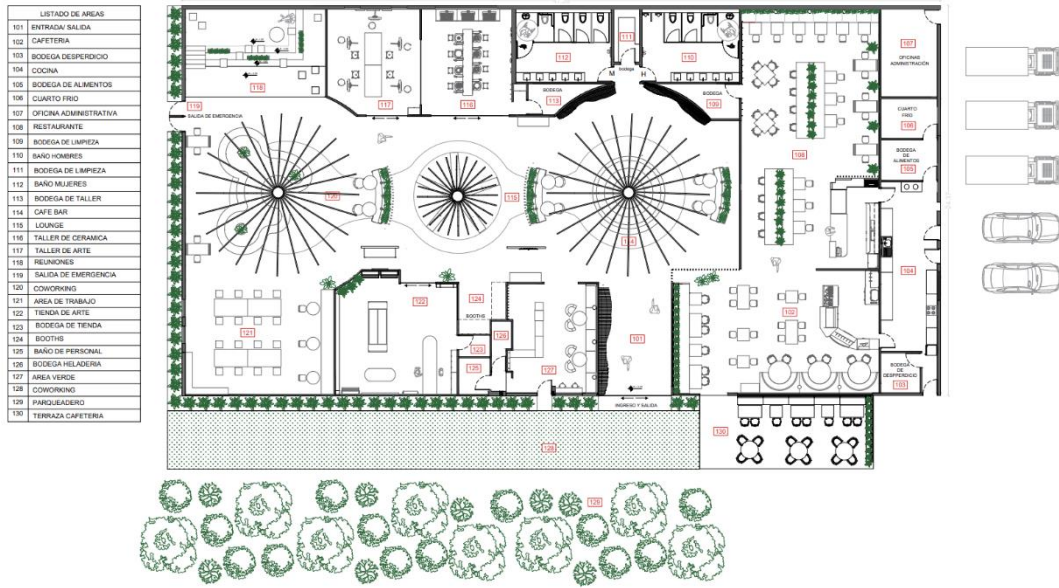 LISTADO DE AREAS
101 ENTRADA/ SALIDA
102 CAFETERIA
103 BODEGA DESPERDICIO
104 COCINA
105 BODEGA DE ALIMENTOS
106 CUARTO FRIO
107 OFICINA ADMINISTRATIVA
108 RESTAURANTE
109 BODEGA DE LIMPIEZA
110 BAÑO HOMBRES
111 BODEGA DE LIMPIEZA
112 BAÑO MUJERES
113 BODEGA DE TALLER
114 CAFE BAR
115 LOUNGE
116 TALLER DE CERAMICA
117 TALLER DE ARTE
118 REUNIONES
119 SALIDA DE EMERGENCIA
120 COWORKING
121 AREA DE TRABAJO
122 TIENDA DE ARTE
123 BODEGA DE TIENDA
124 BOOTHS
125 BAÑO DE PERSONAL
126 BODEGA HELADERIA
127 AREA VERDE
128 COWORKING
129 PARQUEADERO
130 TERRAZA CAFETERIA
118
119
SALIDA DE EMERGENCIA
117
116
112
111
bodega
M
H
110
BODEGA
113
BODEGA
109
107
OFICINAS
ADMINISTRACIÓN
CUARTO
FRÍO
106
BODEGA
DE
ALIMENTOS
105
108
120
115
114
104
121
122
124
BOOTHS
123
126
125
127
101
INGRESO Y SALIDA
102
BODEGA
DE
DESPERDICIO
103
130
128
129